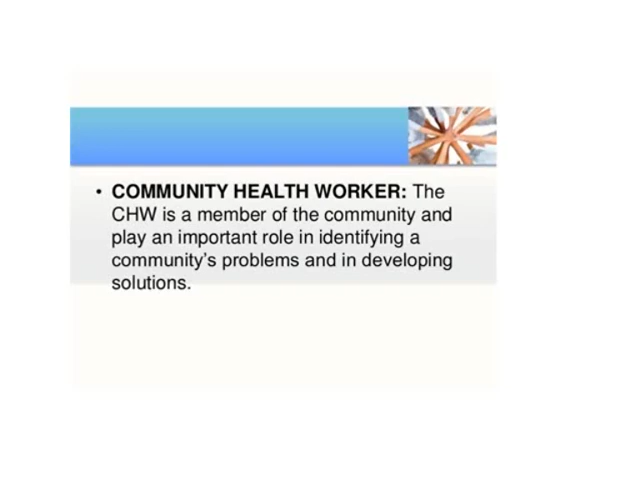 • COMMUNITY HEALTH WORKER: The
CHW is a member of the community and
play an important role in identifying a
community’s problems and in developing
solutions.